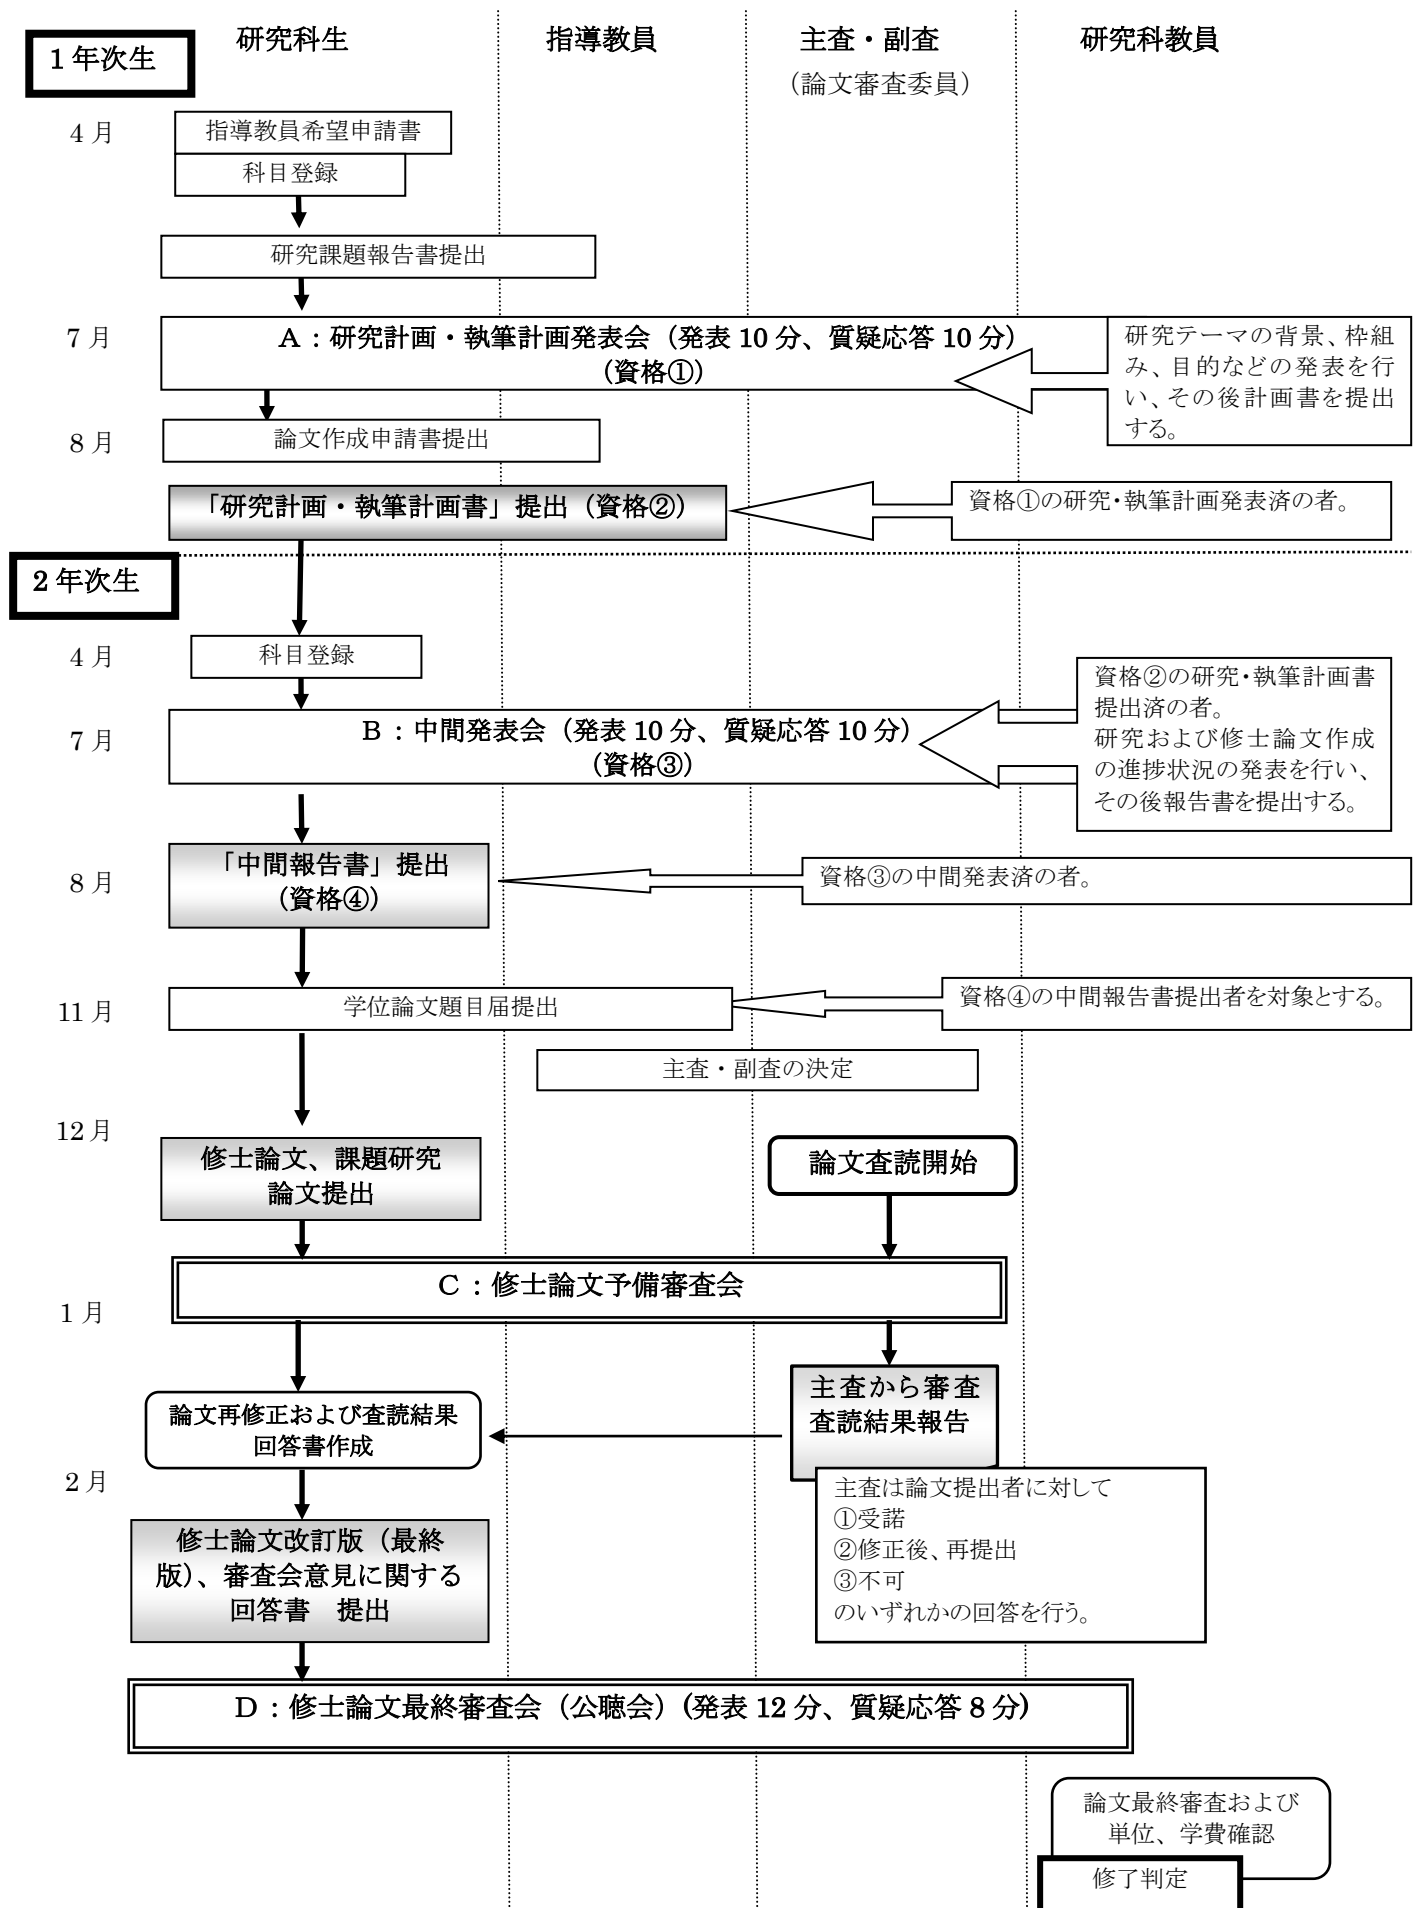 研究科生
指導教員
主査・副査
(論文審査委員)
研究科教員
1年次生
4月
指導教員希望申請書
科目登録
研究課題報告書提出
7月
A：研究計画・執筆計画発表会（発表10分、質疑応答10分）
（資格①）
研究テーマの背景、枠組
み、目的などの発表を行
い、その後計画書を提出
する。
8月
論文作成申請書提出
「研究計画・執筆計画書」提出（資格②）
資格①の研究・執筆計画発表済の者。
2年次生
4月
科目登録
資格②の研究・執筆計画書
提出済の者。
研究および修士論文作成
の進捗状況の発表を行い、
その後報告書を提出する。
7月
B：中間発表会（発表10分、質疑応答10分）
（資格③）
8月
「中間報告書」提出
（資格④）
資格③の中間発表済の者。
11月
学位論文題目届提出
資格④の中間報告書提出者を対象とする。
主査・副査の決定
12月
修士論文、課題研究
論文提出
論文査読開始
C：修士論文予備審査会
1月
主査から審査
査読結果報告
論文再修正および査読結果
回答書作成
2月
主査は論文提出者に対して
①受諾
②修正後、再提出
③不可
のいずれかの回答を行う。
修士論文改訂版（最終
版）、審査会意見に関する
回答書　提出
D：修士論文最終審査会（公聴会）（発表12分、質疑応答8分）
論文最終審査および
単位、学費確認
修了判定